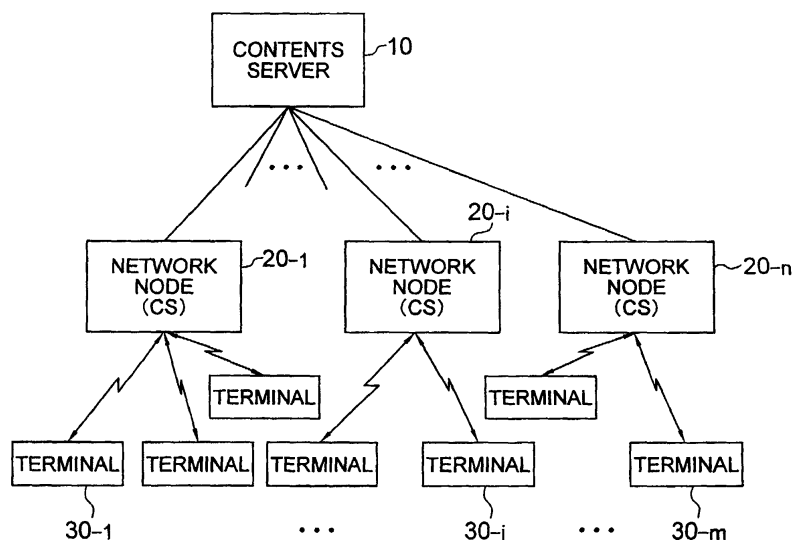 CONTENTS
SERVER
10
... ...
20-1
20-i
20-n
NETWORK
NODE
(CS)
NETWORK
NODE
(CS)
NETWORK
NODE
(CS)
TERMINAL
TERMINAL
TERMINAL
TERMINAL
TERMINAL
TERMINAL
TERMINAL
30-1
...
30-j
...
30-m